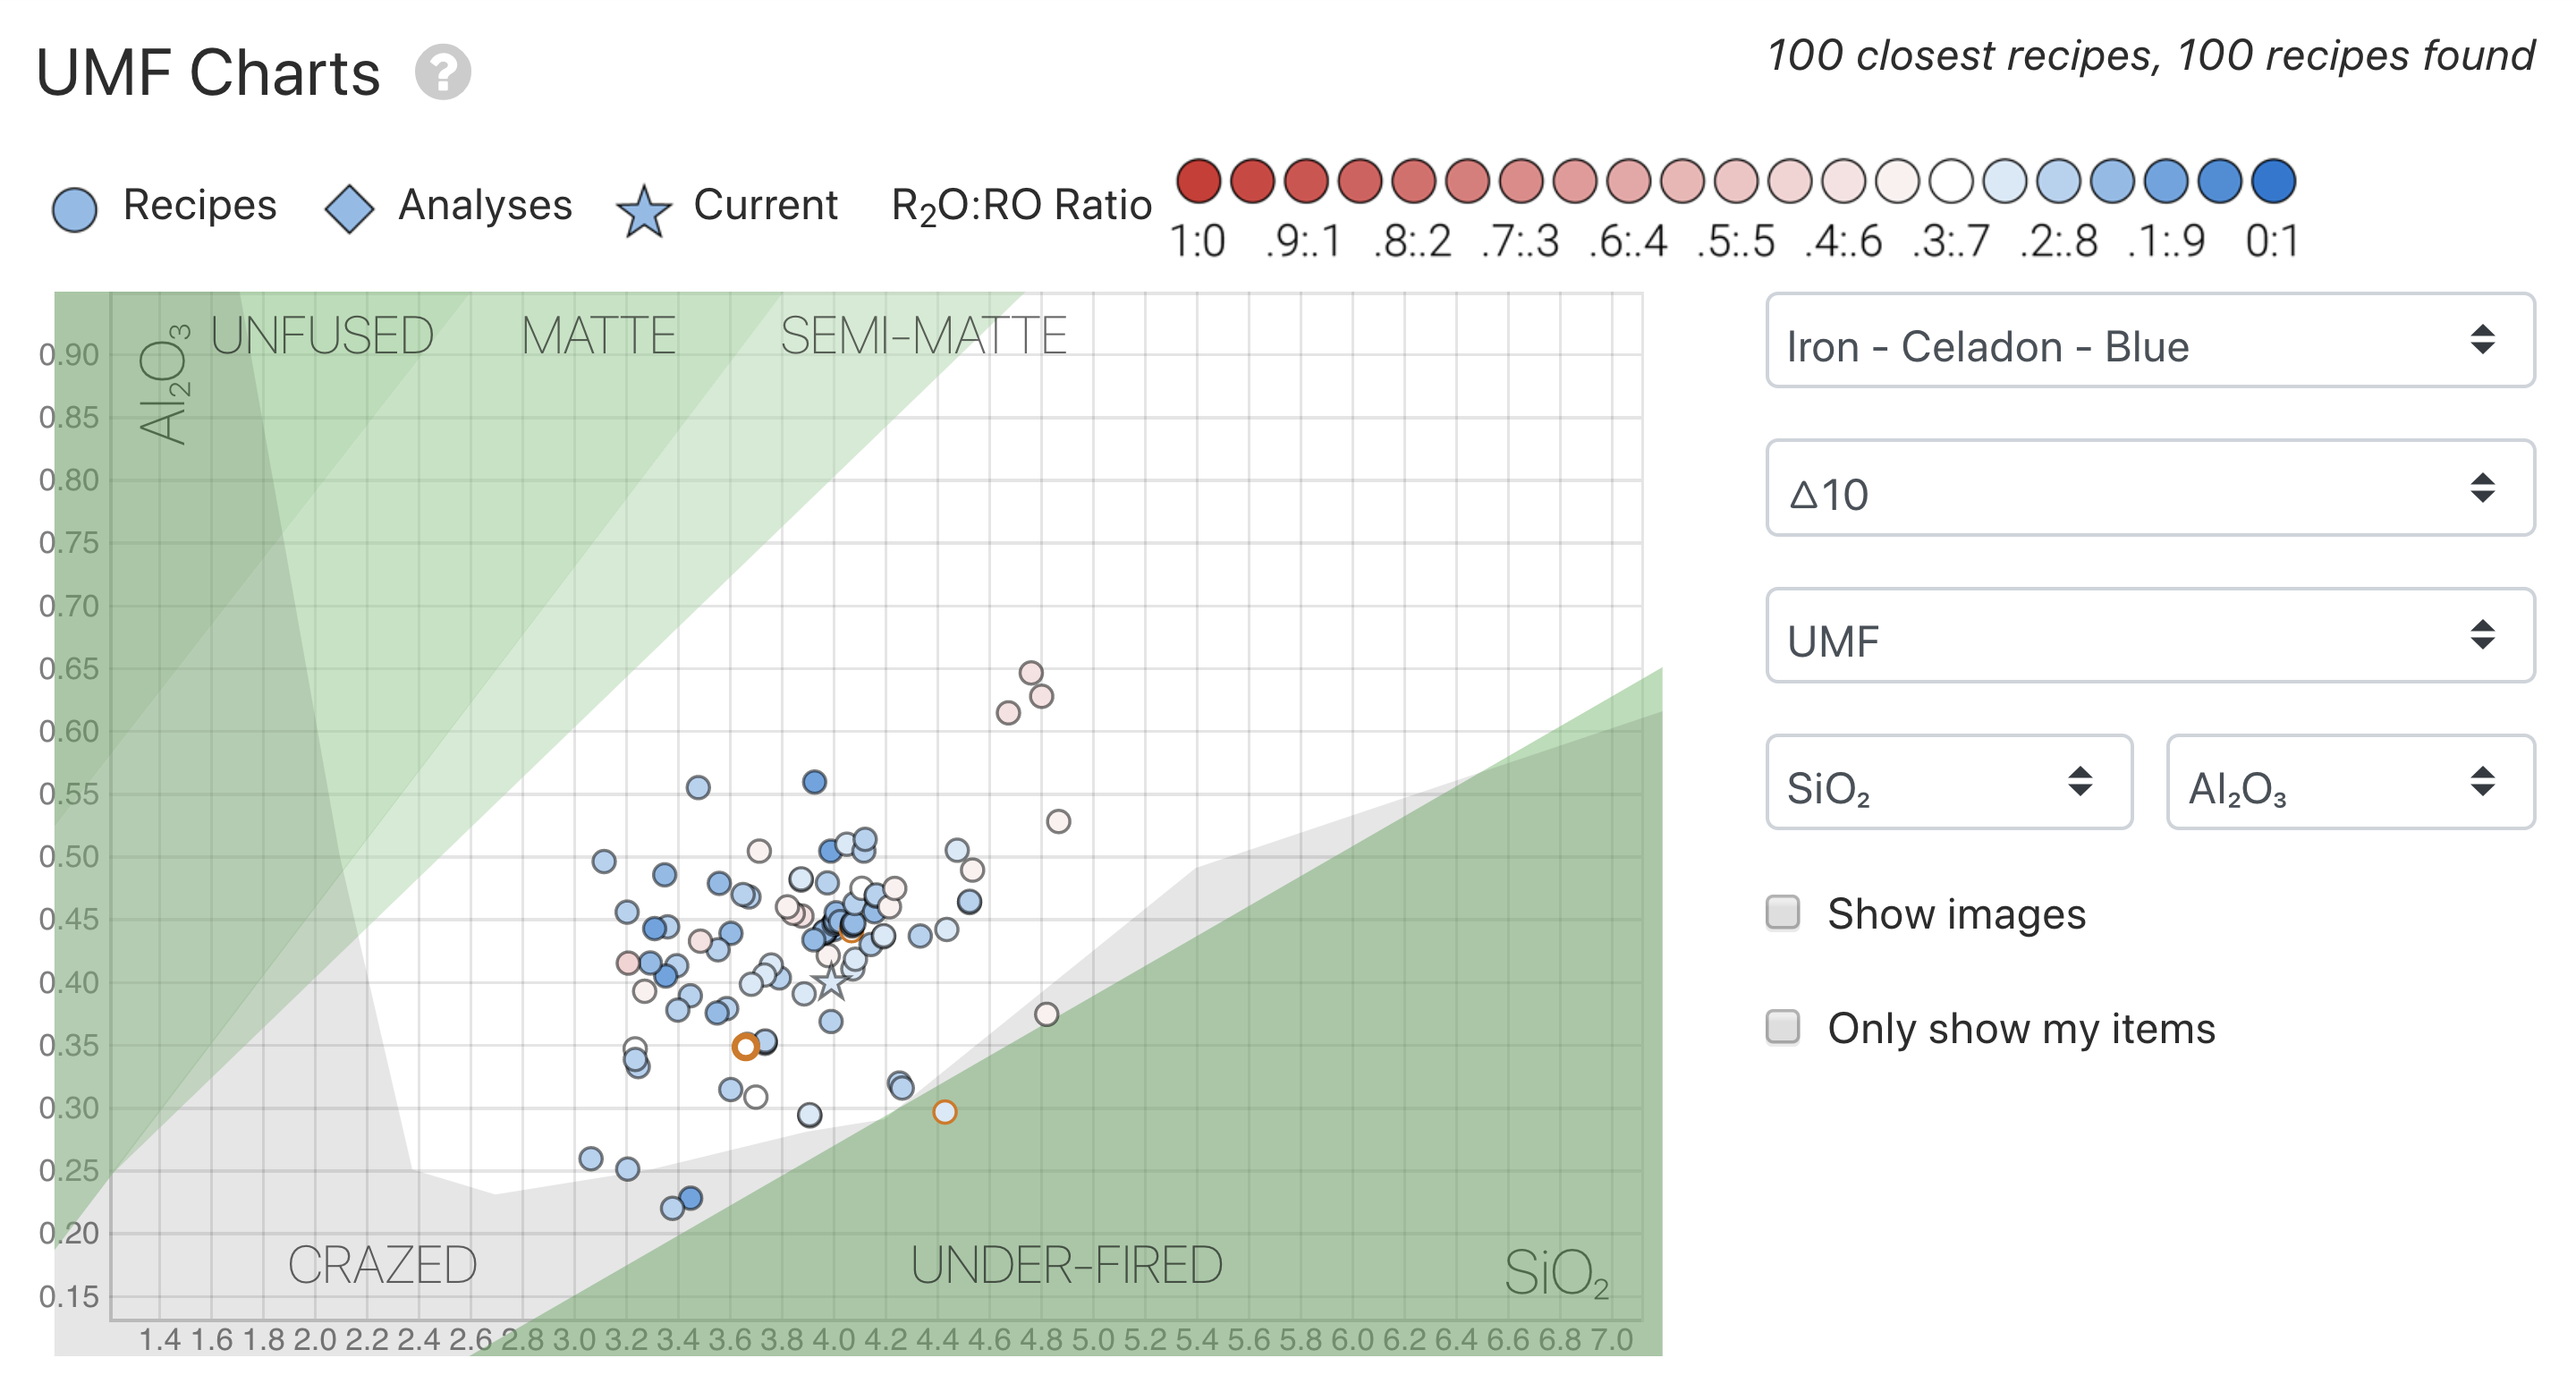 UMF Charts ?
100 closest recipes, 100 recipes found
Recipes Analyses Current R₂O:RO Ratio
1:0 .9:.1 .8:.2 .7:.3 .6:.4 .5:.5 .4:.6 .3:.7 .2:.8 .1:.9 0:1
Al₂O₃
UNFUSED MATTE SEMI-MATTE
0.90
0.85
0.80
0.75
0.70
0.65
0.60
0.55
0.50
0.45
0.40
0.35
0.30
0.25
0.20
0.15
CRAZED UNDER-FIRED SiO₂
1.4 1.6 1.8 2.0 2.2 2.4 2.6 2.8 3.0 3.2 3.4 3.6 3.8 4.0 4.2 4.4 4.6 4.8 5.0 5.2 5.4 5.6 5.8 6.0 6.2 6.4 6.6 6.8 7.0
Iron - Celadon - Blue
△10
UMF
SiO₂ Al₂O₃
Show images
Only show my items